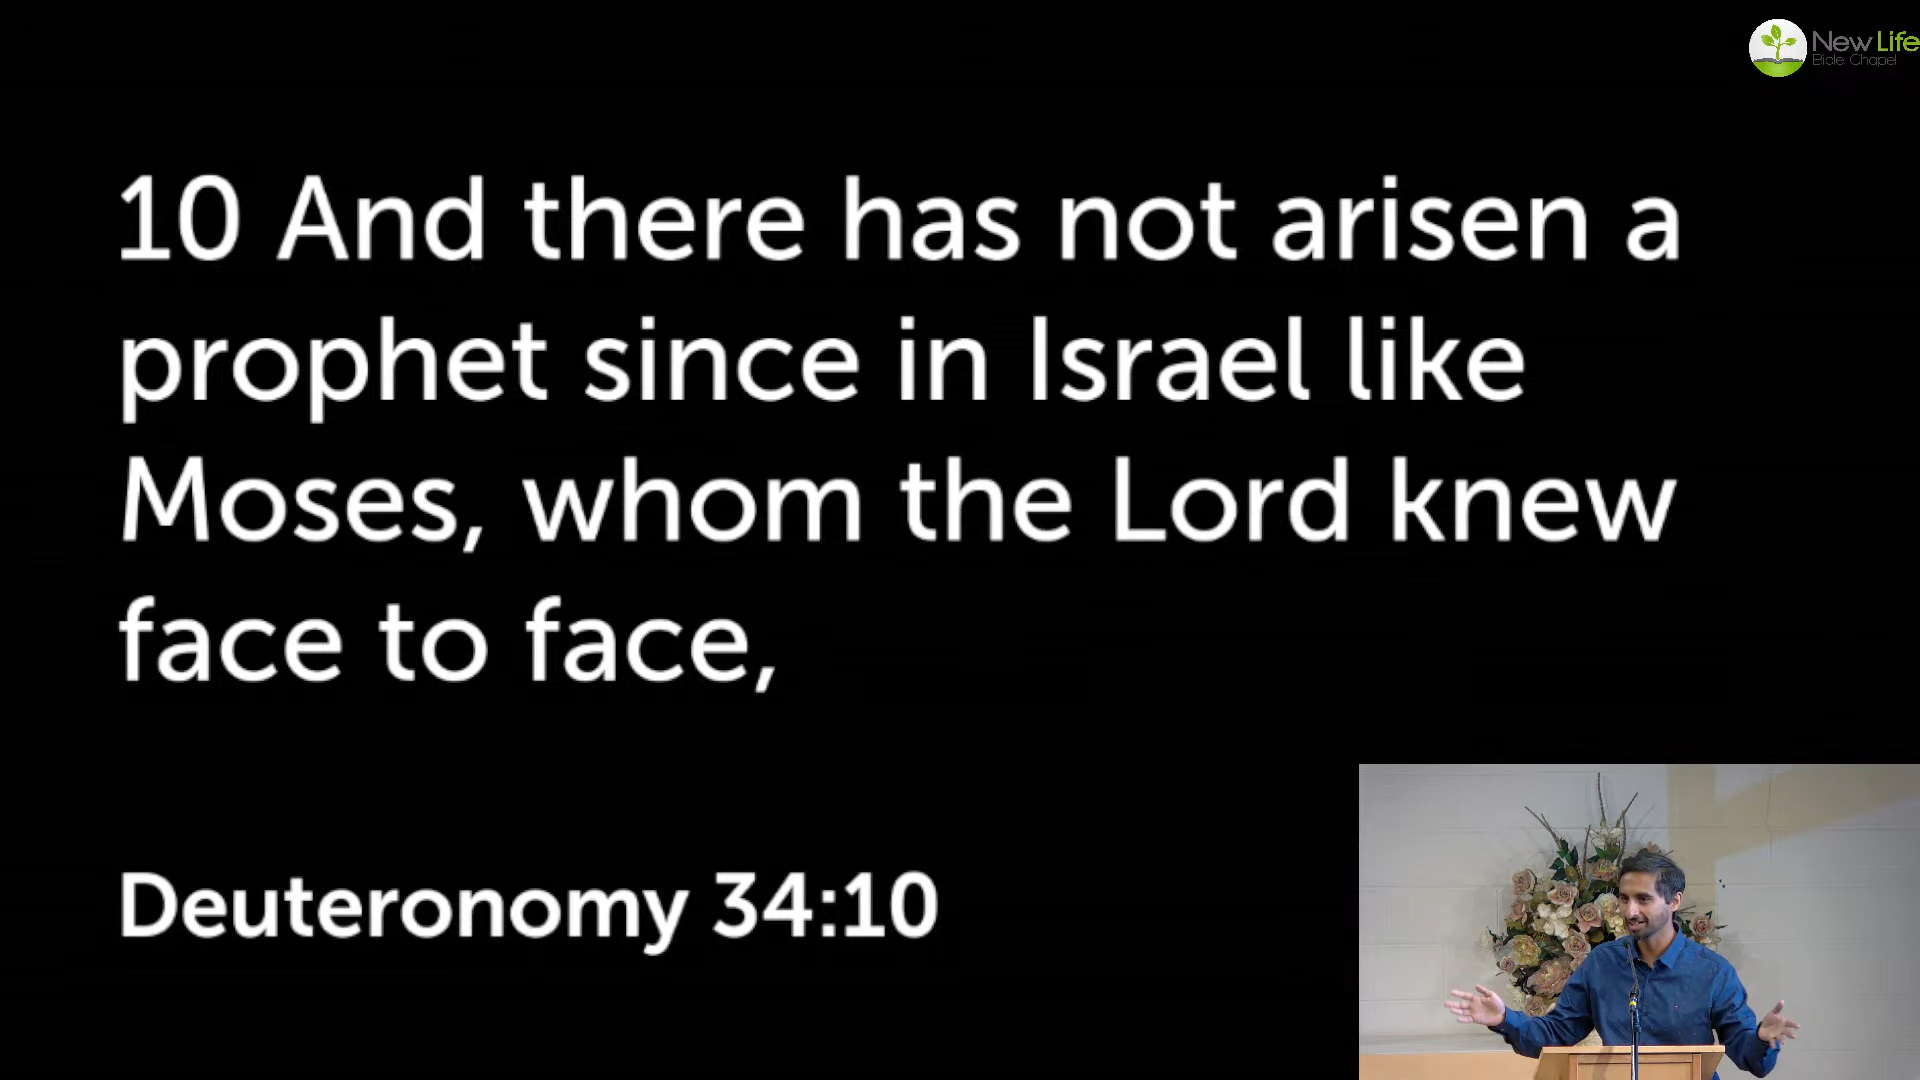 New Life
Bible Chapel
10 And there has not arisen a
prophet since in Israel like
Moses, whom the Lord knew
face to face,
Deuteronomy 34:10